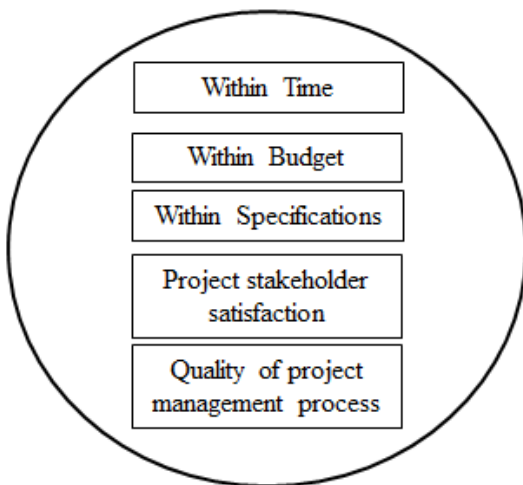 Within Time
Within Budget
Within Specifications
Project stakeholder
satisfaction
Quality of project
management process